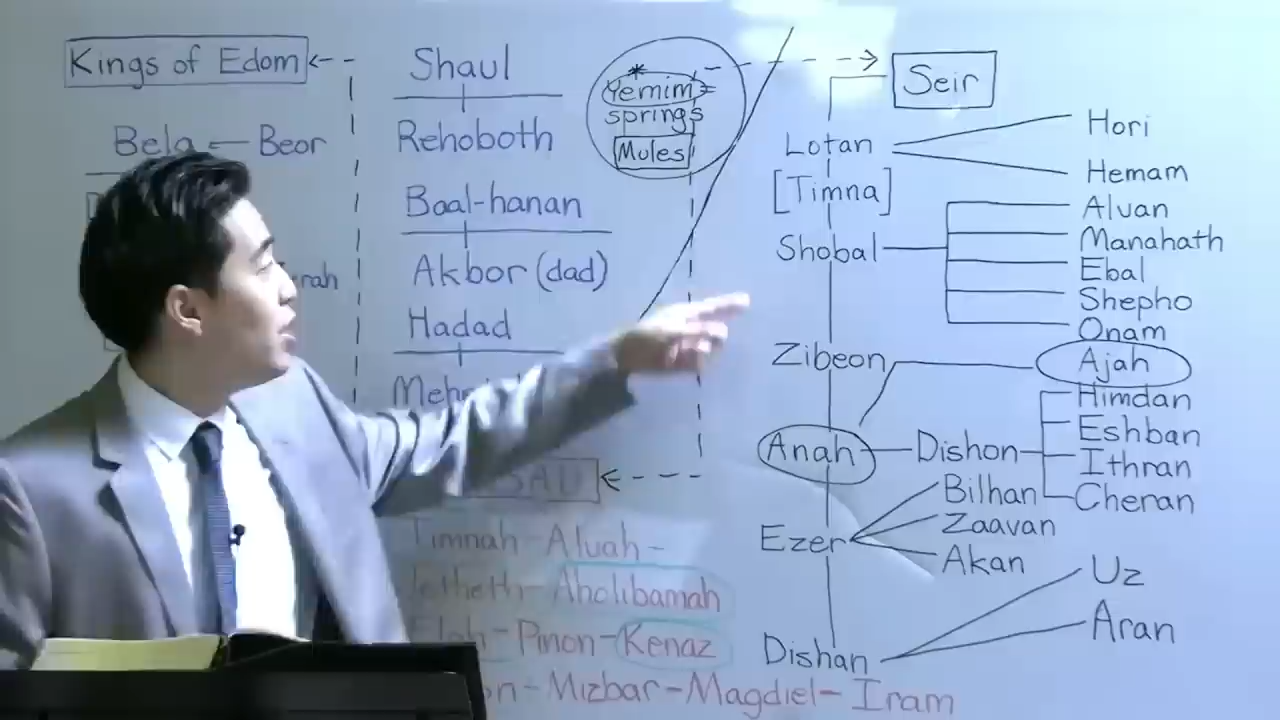 Kings of Edom
Bela Beor
rah
Shaul
Rehoboth
Baal-hanan
Akbor (dad)
Hadad
*
Yemim =
springs
Mules
Seir
Lotan
Hori
Hemam
[Timna]
Shobal
Alvan
Manahath
Ebal
Shepho
Onam
Zibeon
Ajah
Anah Dishon
Himdan
Eshban
Ithran
Cheran
Ezer
Bilhan
Zaavan
Akan
Dishan
Uz
Aran
Timnah-Aluah-
Aholibamah
Pinon-Kenaz
Mizbar-Magdiel-Iram